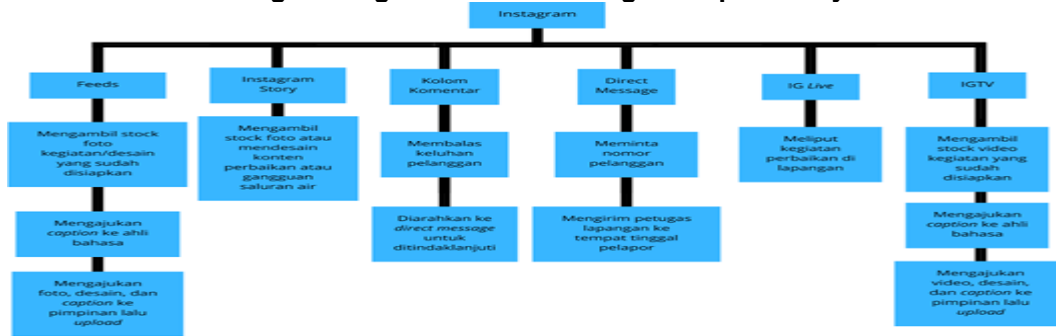 Instagram
Feeds
Mengambil stock
foto
kegiatan/desain
yang sudah
disiapkan
Mengajukan
caption ke ahli
bahasa
Mengajukan
foto, desain, dan
caption ke
pimpinan lalu
upload
Instagram
Story
Mengambil
stock foto atau
mendesain
konten
perbaikan atau
gangguan
saluran air
Kolom
Komentar
Membalas
keluhan
pelanggan
Diarahkan ke
direct message
untuk
ditindaklanjuti
Direct
Message
Meminta
nomor
pelanggan
Mengirim petugas
lapangan ke
tempat tinggal
pelapor
IG Live
Meliput
kegiatan
perbaikan di
lapangan
IGTV
Mengambil
stock video
kegiatan yang
sudah
disiapkan
Mengajukan
caption ke ahli
bahasa
Mengajukan
video, desain,
dan caption ke
pimpinan lalu
upload